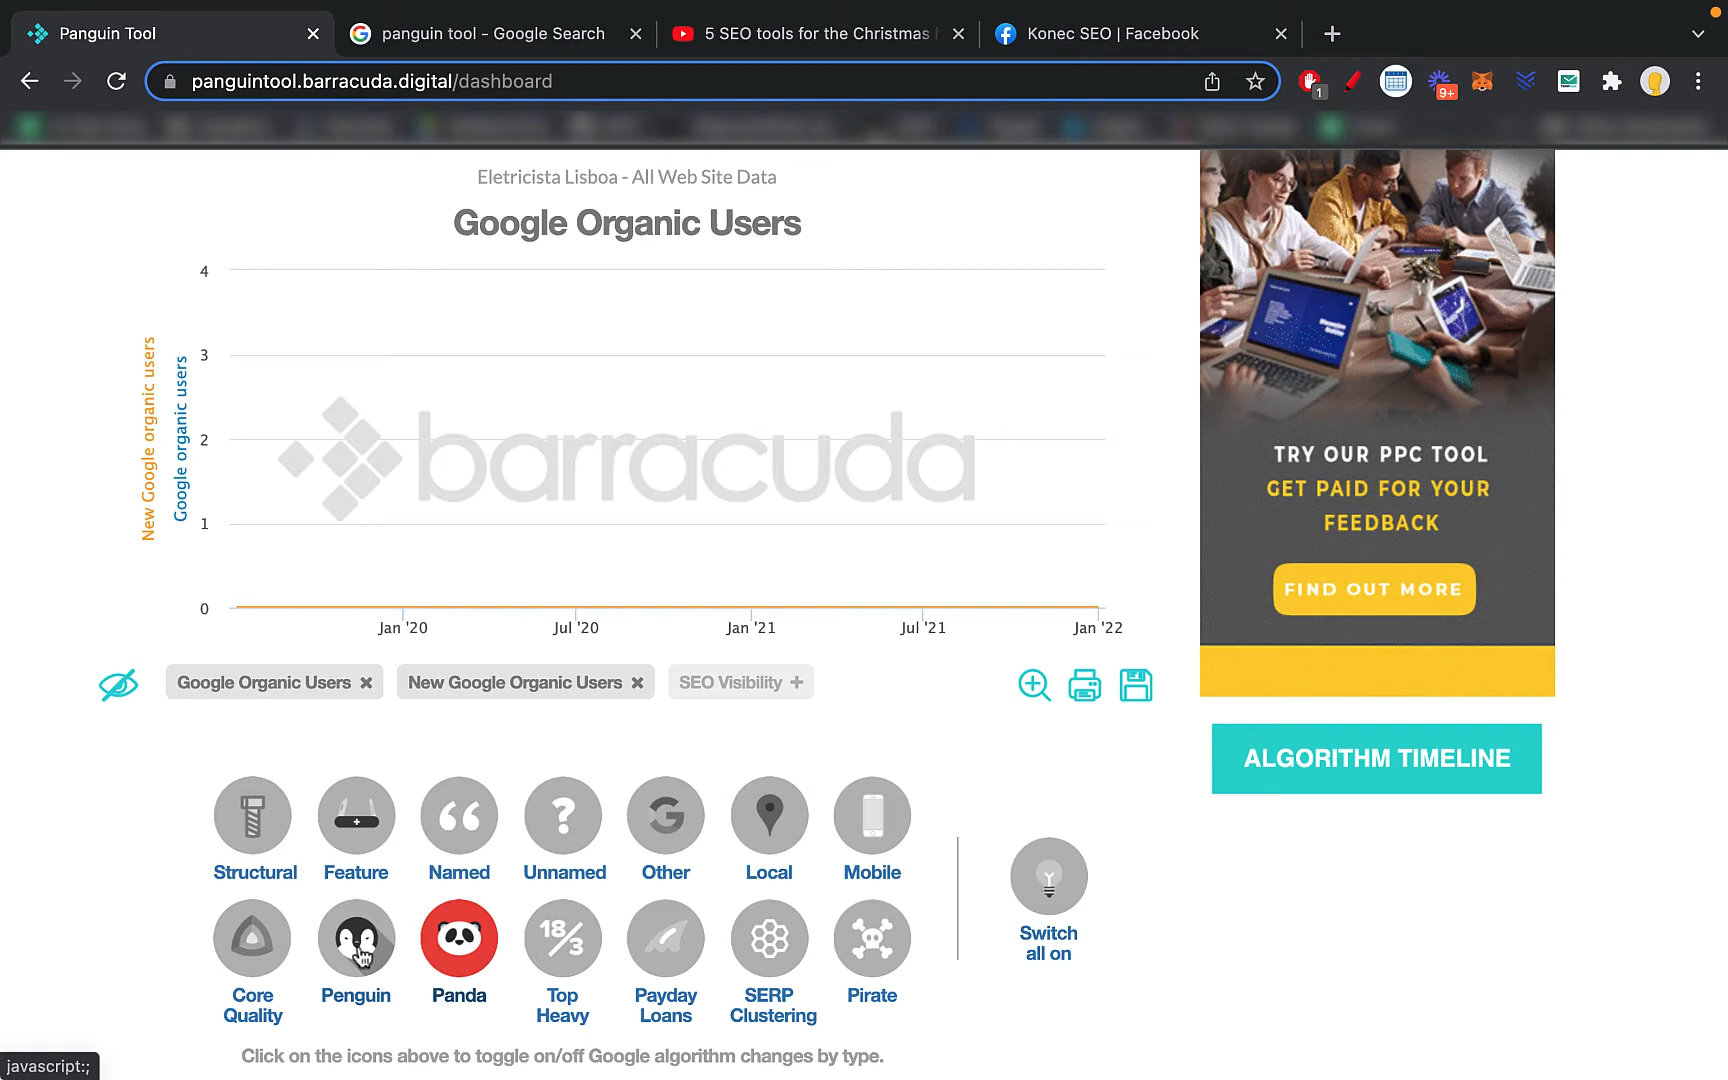 Panguin Tool
panguin tool - Google Search
5 SEO tools for the Christmas
Konec SEO | Facebook
panguintool.barracuda.digital/dashboard
1
9+
Eletricista Lisboa - All Web Site Data
Google Organic Users
4
3
2
1
0
New Google organic users
Google organic users
barracuda
Jan '20
Jul '20
Jan '21
Jul '21
Jan '22
Google Organic Users
New Google Organic Users
SEO Visibility +
TRY OUR PPC TOOL
GET PAID FOR YOUR
FEEDBACK
FIND OUT MORE
ALGORITHM TIMELINE
Structural
Feature
Named
Unnamed
Other
Local
Mobile
Switch
all on
18/3
Core
Quality
Penguin
Panda
Top
Heavy
Payday
Loans
SERP
Clustering
Pirate
Click on the icons above to toggle on/off Google algorithm changes by type.
javascript:;